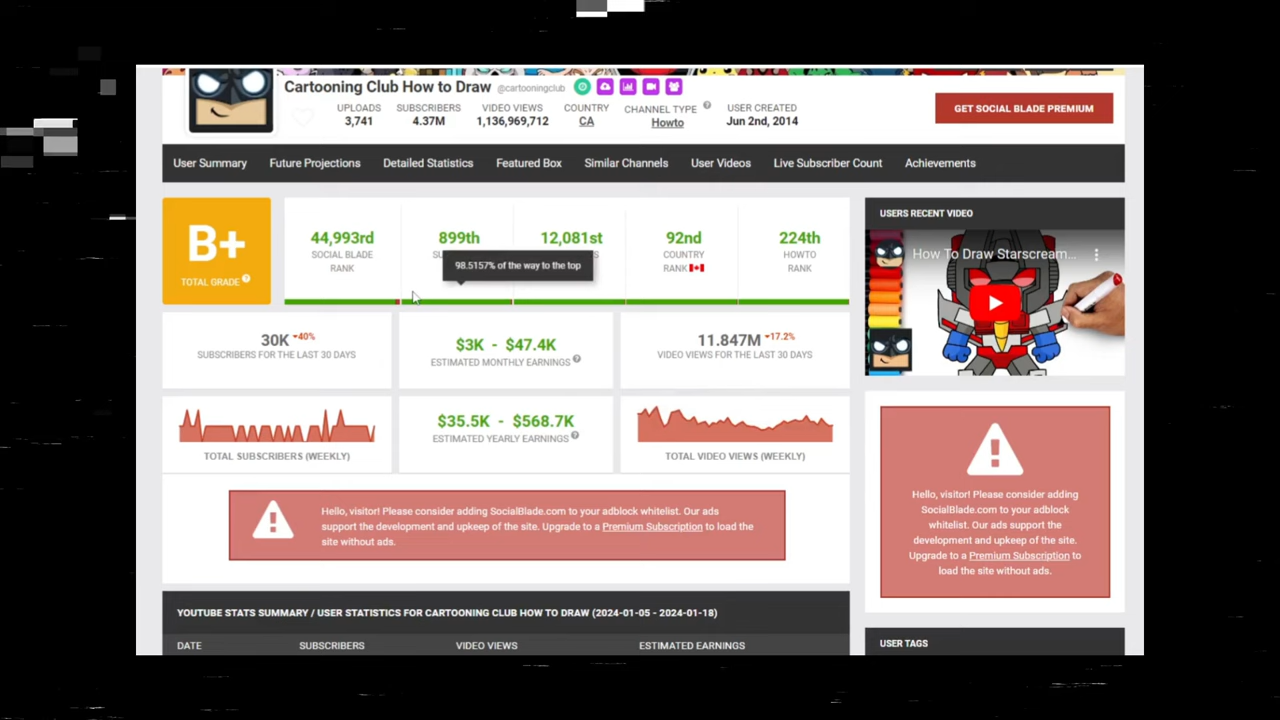 Cartooning Club How to Draw @cartooningclub
UPLOADS
3,741
SUBSCRIBERS
4.37M
VIDEO VIEWS
1,136,969,712
COUNTRY
CA
CHANNEL TYPE
Howto
USER CREATED
Jun 2nd, 2014
GET SOCIAL BLADE PREMIUM
User Summary Future Projections Detailed Statistics Featured Box Similar Channels User Videos Live Subscriber Count Achievements
B+
TOTAL GRADE
44,993rd
SOCIAL BLADE
RANK
899th
98.5157% of the way to the top
12,081st
92nd
COUNTRY
RANK
224th
HOWTO
RANK
30K -40%
SUBSCRIBERS FOR THE LAST 30 DAYS
$3K - $47.4K
ESTIMATED MONTHLY EARNINGS
11.847M -17.2%
VIDEO VIEWS FOR THE LAST 30 DAYS
TOTAL SUBSCRIBERS (WEEKLY)
$35.5K - $568.7K
ESTIMATED YEARLY EARNINGS
TOTAL VIDEO VIEWS (WEEKLY)
Hello, visitor! Please consider adding SocialBlade.com to your adblock whitelist. Our ads
support the development and upkeep of the site. Upgrade to a Premium Subscription to load the
site without ads.
YOUTUBE STATS SUMMARY / USER STATISTICS FOR CARTOONING CLUB HOW TO DRAW (2024-01-05 - 2024-01-18)
DATE SUBSCRIBERS VIDEO VIEWS ESTIMATED EARNINGS
USERS RECENT VIDEO
How To Draw Starscream...
Hello, visitor! Please consider adding
SocialBlade.com to your adblock
whitelist. Our ads support the
development and upkeep of the site.
Upgrade to a Premium Subscription to
load the site without ads.
USER TAGS